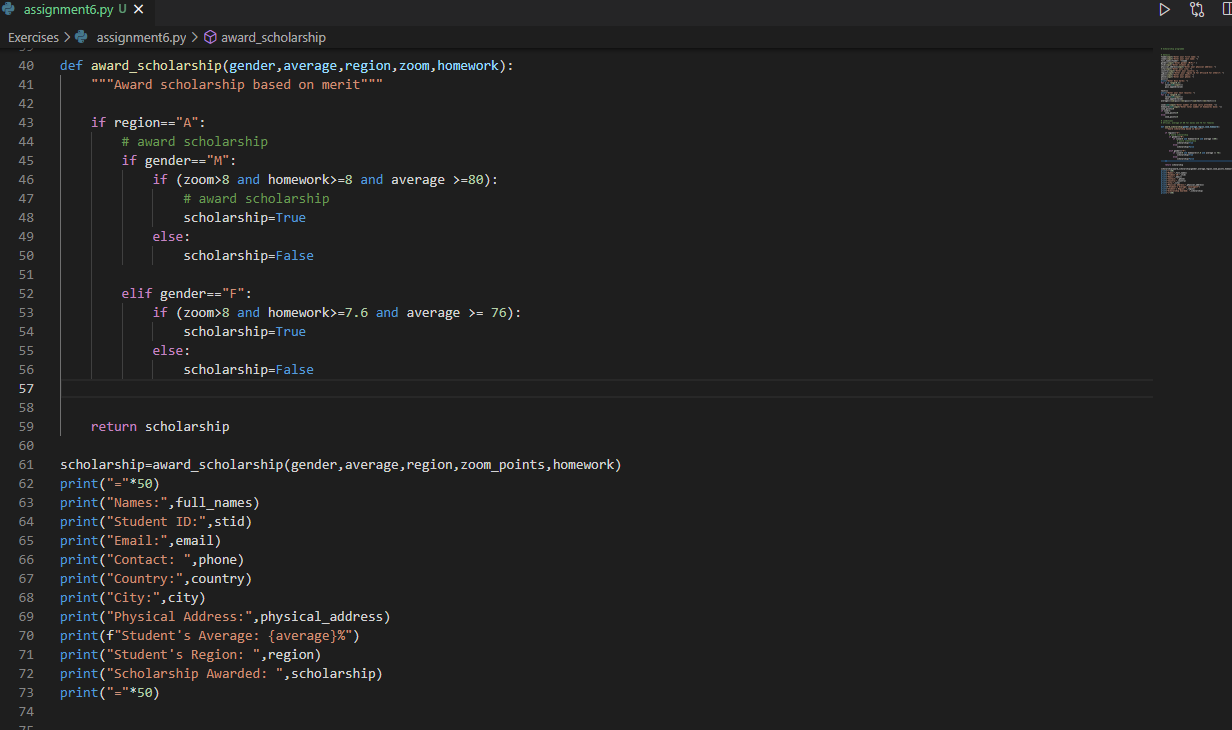 assignment6.py U
Exercises > assignment6.py > award_scholarship
40 def award_scholarship(gender,average,region,zoom,homework):
41     """Award scholarship based on merit"""
42
43     if region=="A":
44         # award scholarship
45         if gender=="M":
46             if (zoom>8 and homework>=8 and average >=80):
47                 # award scholarship
48                 scholarship=True
49             else:
50                 scholarship=False
51
52         elif gender=="F":
53             if (zoom>8 and homework>=7.6 and average >= 76):
54                 scholarship=True
55             else:
56                 scholarship=False
57
58
59     return scholarship
60
61 scholarship=award_scholarship(gender,average,region,zoom_points,homework)
62 print("="*50)
63 print("Names:",full_names)
64 print("Student ID:",stid)
65 print("Email:",email)
66 print("Contact: ",phone)
67 print("Country:",country)
68 print("City:",city)
69 print("Physical Address:",physical_address)
70 print(f"Student's Average: {average}%")
71 print("Student's Region: ",region)
72 print("Scholarship Awarded: ",scholarship)
73 print("="*50)
74